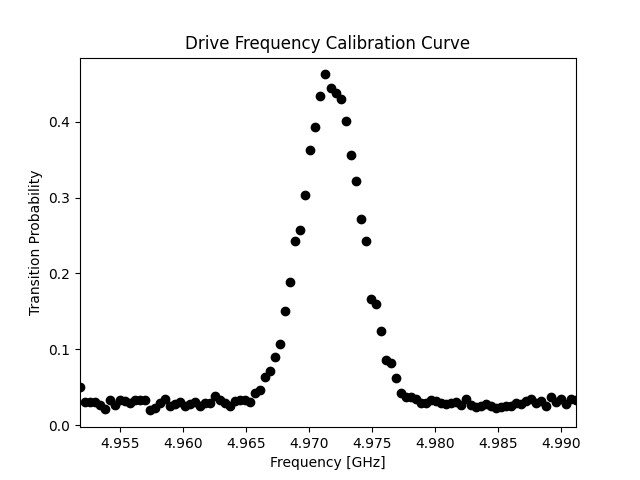 Drive Frequency Calibration Curve
Transition Probability
0.4
0.3
0.2
0.1
0.0
4.955 4.960 4.965 4.970 4.975 4.980 4.985 4.990
Frequency [GHz]